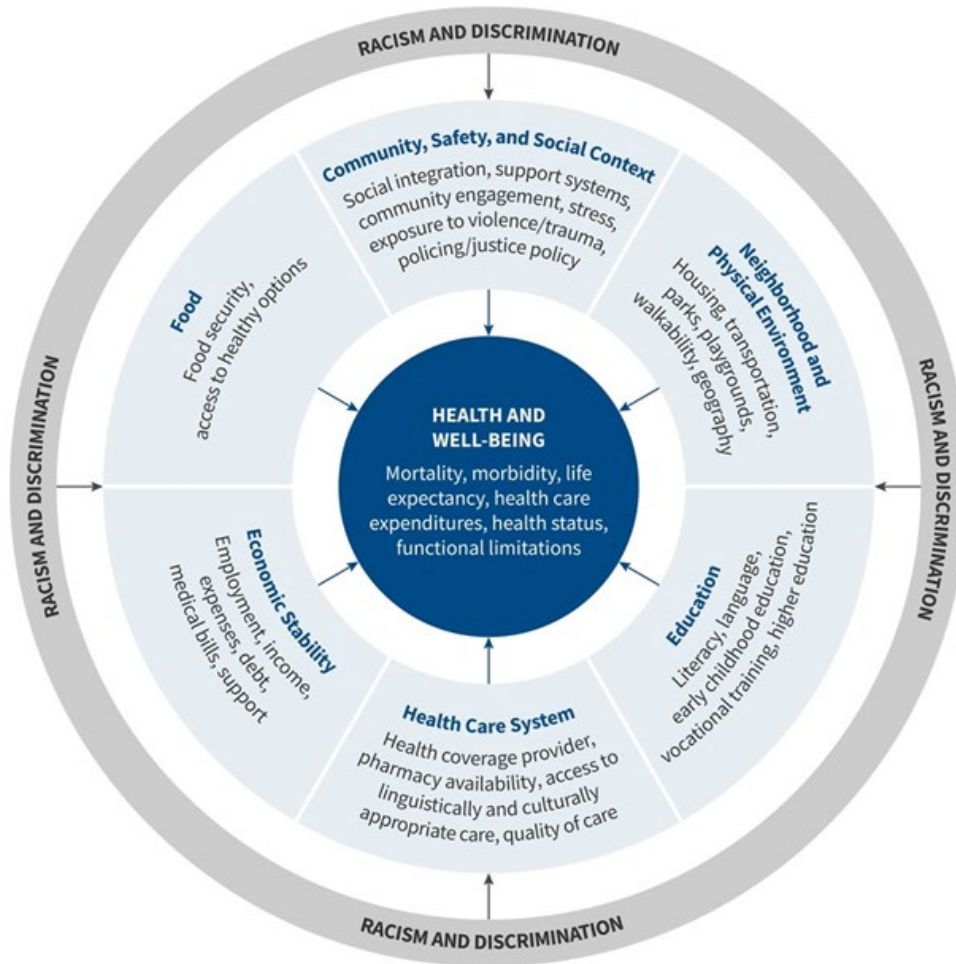 RACISM AND DISCRIMINATION
Community, Safety, and Social Context
Social integration, support systems,
community engagement, stress,
exposure to violence/trauma,
policing/justice policy
Neighborhood and
Physical Environment
Housing, transportation,
parks, playgrounds,
walkability, geography
RACISM AND DISCRIMINATION
Education
Literacy, language,
early childhood education,
vocational training, higher education
Health Care System
Health coverage provider,
pharmacy availability, access to
linguistically and culturally
appropriate care, quality of care
RACISM AND DISCRIMINATION
Economic Stability
Employment, income,
expenses, debt,
medical bills, support
RACISM AND DISCRIMINATION
Food
Food security,
access to healthy options
HEALTH AND
WELL-BEING
Mortality, morbidity, life
expectancy, health care
expenditures, health status,
functional limitations